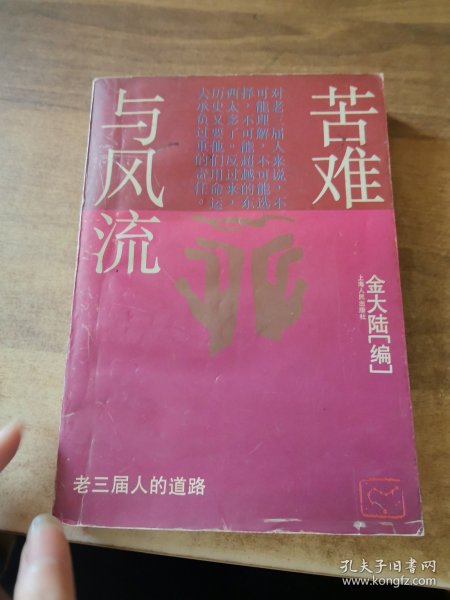 苦难
与风流
对老三届人来说，不
可能理解，不可能选
择，不可能超越的东
西太多了。反过来，
历史又要他们用命运
去承负过重的责任。
金大陆[编]
上海人民出版社
老三届人的道路
孔夫子旧书网
www.kongfz.com